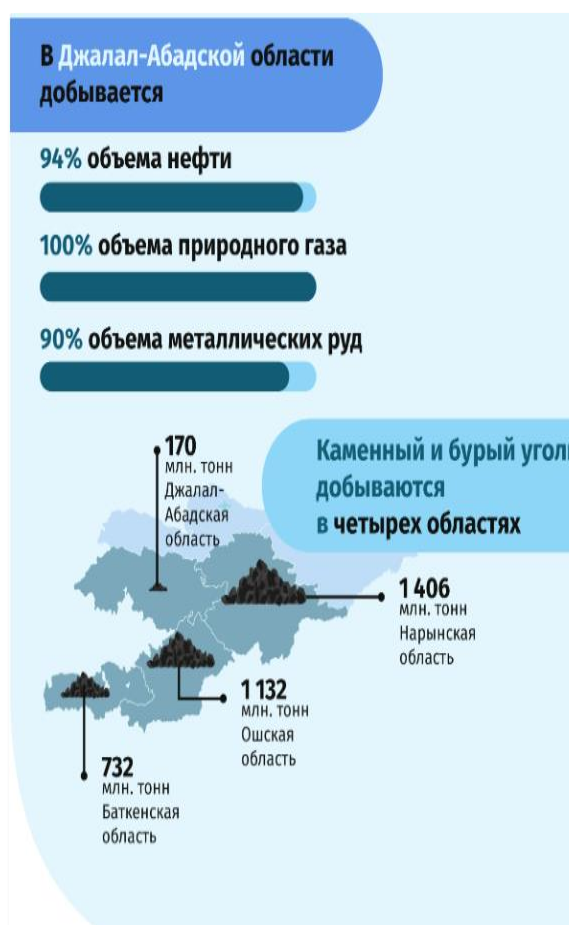 В Джалал-Абадской области
добывается
94% объема нефти
100% объема природного газа
90% объема металлических руд
Каменный и бурый угол
добываются
в четырех областях
170
млн. тонн
Джалал-
Абадская
область
1 406
млн. тонн
Нарынская
область
1 132
млн. тонн
Ошская
область
732
млн. тонн
Баткенская
область